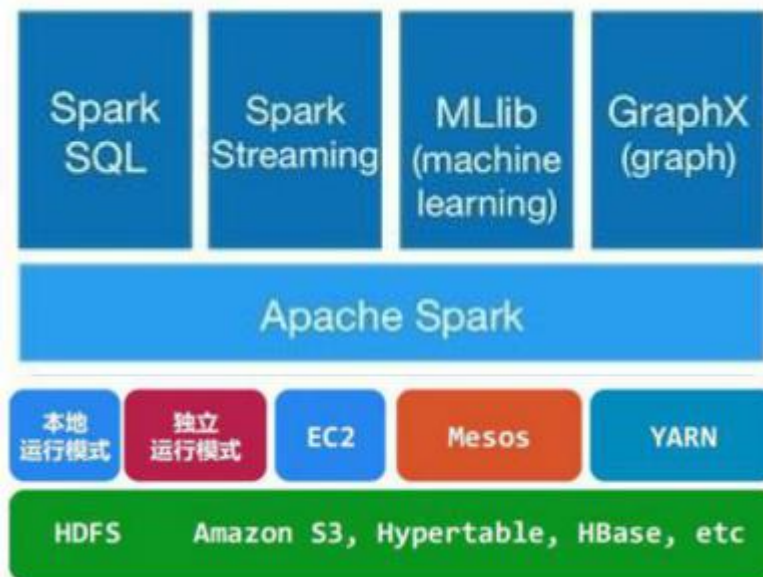 Spark
SQL
Spark
Streaming
MLlib
(machine
learning)
GraphX
(graph)
Apache Spark
本地
运行模式
独立
运行模式
EC2
Mesos
YARN
HDFS Amazon S3, Hypertable, HBase, etc